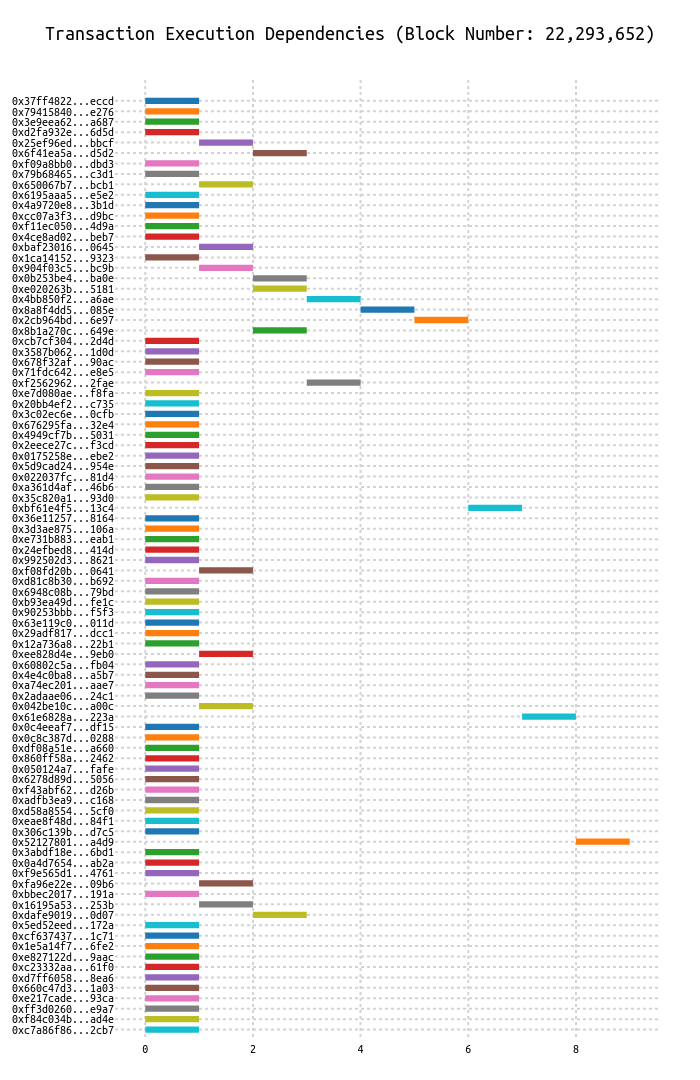 Transaction Execution Dependencies (Block Number: 22,293,652)
0x37ff4822...eccd
0x79415840...e276
0x3e9eea62...a687
0xd2fa932e...6d5d
0x25ef96ed...bbcf
0x6f41ea5a...d5d2
0xf09a8bb0...dbd3
0x79b68465...c3d1
0x650067b7...bcb1
0x6195aaa5...e5e2
0x4a9720e8...3b1d
0xcc07a3f3...d9bc
0xf11ec050...4d9a
0x4ce8ad02...beb7
0xbaf23016...0645
0x1ca14152...9323
0x904f03c5...bc9b
0x0b253be4...ba0e
0xe020263b...5181
0x4bb850f2...a6ae
0x8a8f4dd5...085e
0x2cb964bd...6e97
0x8b1a270c...649e
0xcb7cf304...2d4d
0x3587b062...1d0d
0x678f32af...90ac
0x71fdc642...e8e5
0xf2562962...2fae
0xe7d080ae...f8fa
0x20bb4ef2...c735
0x3c02ec6e...0cfb
0x676295fa...32e4
0x4949cf7b...5031
0x2eece27c...f3cd
0x0175258e...ebe2
0x5d9cad24...954e
0x022037fc...81d4
0xa361d4af...46b6
0x35c820a1...93d0
0xbf61e4f5...13c4
0x36e11257...8164
0x3d3ae875...106a
0xe731b883...eab1
0x24efbed8...414d
0x992502d3...8621
0xf08fd20b...0641
0xd81c8b30...b692
0x6948c08b...79bd
0xb93ea49d...fe1c
0x90253bbb...f5f3
0x63e119c0...011d
0x29adf817...dcc1
0x12a736a8...22b1
0xee828d4e...9eb0
0x60802c5a...fb04
0x4e4c0ba8...a5b7
0xa74ec201...aae7
0x2adaae06...24c1
0x042be10c...a00c
0x61e6828a...223a
0x0c4eeaf7...df15
0x0c8c387d...0288
0xdf08a51e...a660
0x860ff58a...2462
0x050124a7...fafe
0x6278d89d...5056
0xf43abf62...d26b
0xadfb3ea9...c168
0xd58a8554...5cf0
0xeae8f48d...84f1
0x306c139b...d7c5
0x52127801...a4d9
0x3abdf18e...6bd1
0x0a4d7654...ab2a
0xf9e565d1...4761
0xfa96e22e...09b6
0xbbec2017...191a
0x16195a53...253b
0xdafe9019...0d07
0x5ed52eed...172a
0xcf637437...1c71
0x1e5a14f7...6fe2
0xe827122d...9aac
0xc23332aa...61f0
0xd7ff6058...8ea6
0x660c47d3...1a03
0xe217cade...93ca
0xff3d0260...e9a7
0xf84c034b...ad4e
0xc7a86f86...2cb7
0 2 4 6 8